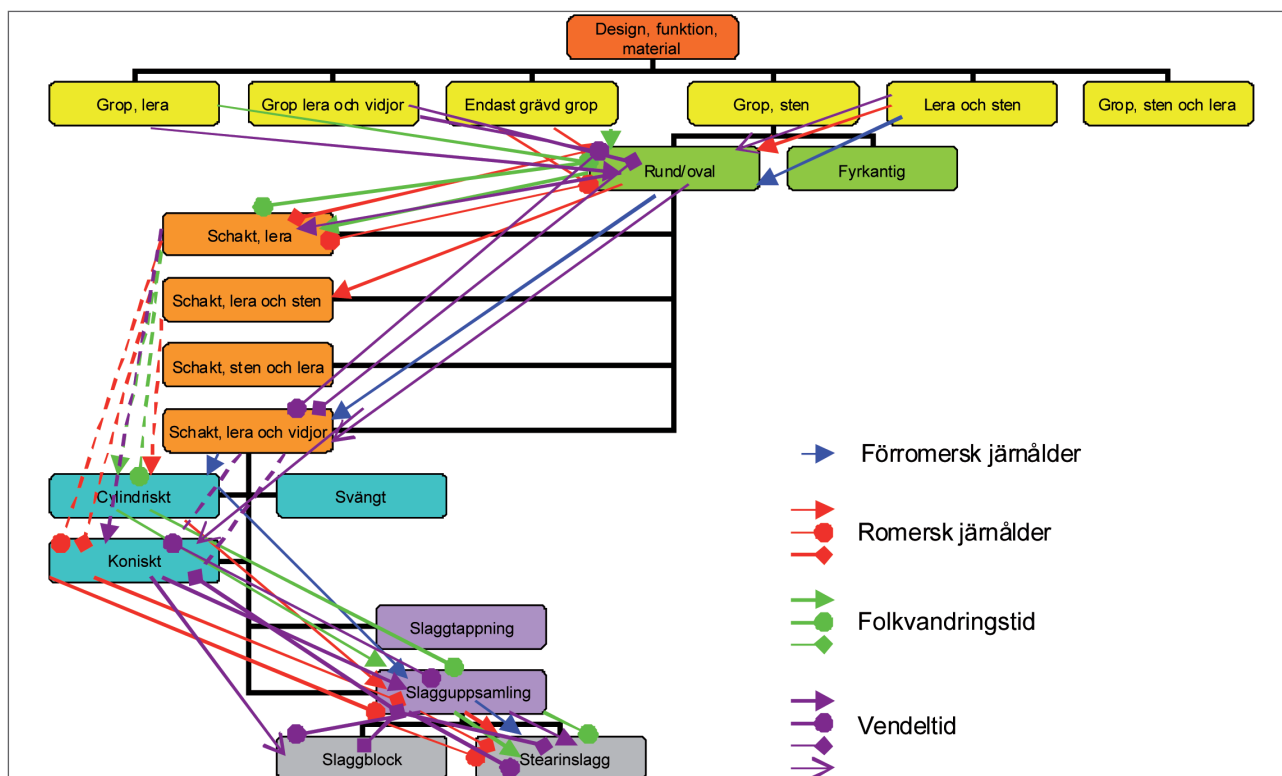 Design, funktion,
material
Grop, lera
Grop lera och vidjor
Endast grävd grop
Grop, sten
Lera och sten
Grop, sten och lera
Rund/oval
Fyrkantig
Schakt, lera
Schakt, lera och sten
Schakt, sten och lera
Schakt, lera och vidjor
Cylindriskt
Svängt
Koniskt
Slaggtappning
Slagguppsamling
Slaggblock
Stearinslagg
Förromersk järnålder
Romersk järnålder
Folkvandringstid
Vendeltid